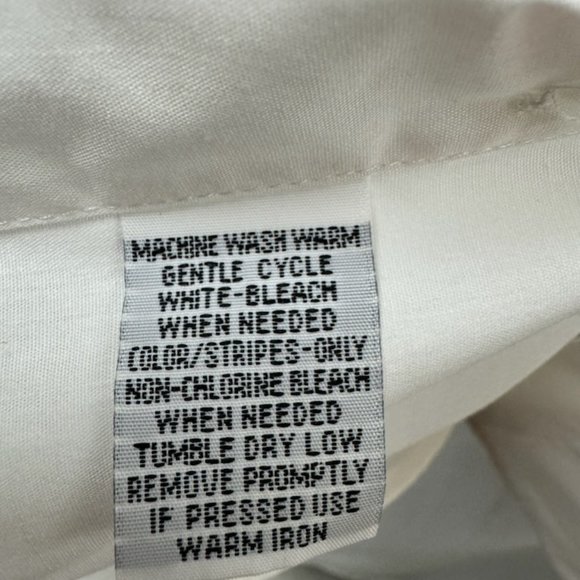 MACHINE WASH WARM
GENTLE CYCLE
WHITE-BLEACH
WHEN NEEDED
COLOR/STRIPES-ONLY
NON-CHLORINE BLEACH
WHEN NEEDED
TUMBLE DRY LOW
REMOVE PROMPTLY
IF PRESSED USE
WARM IRON